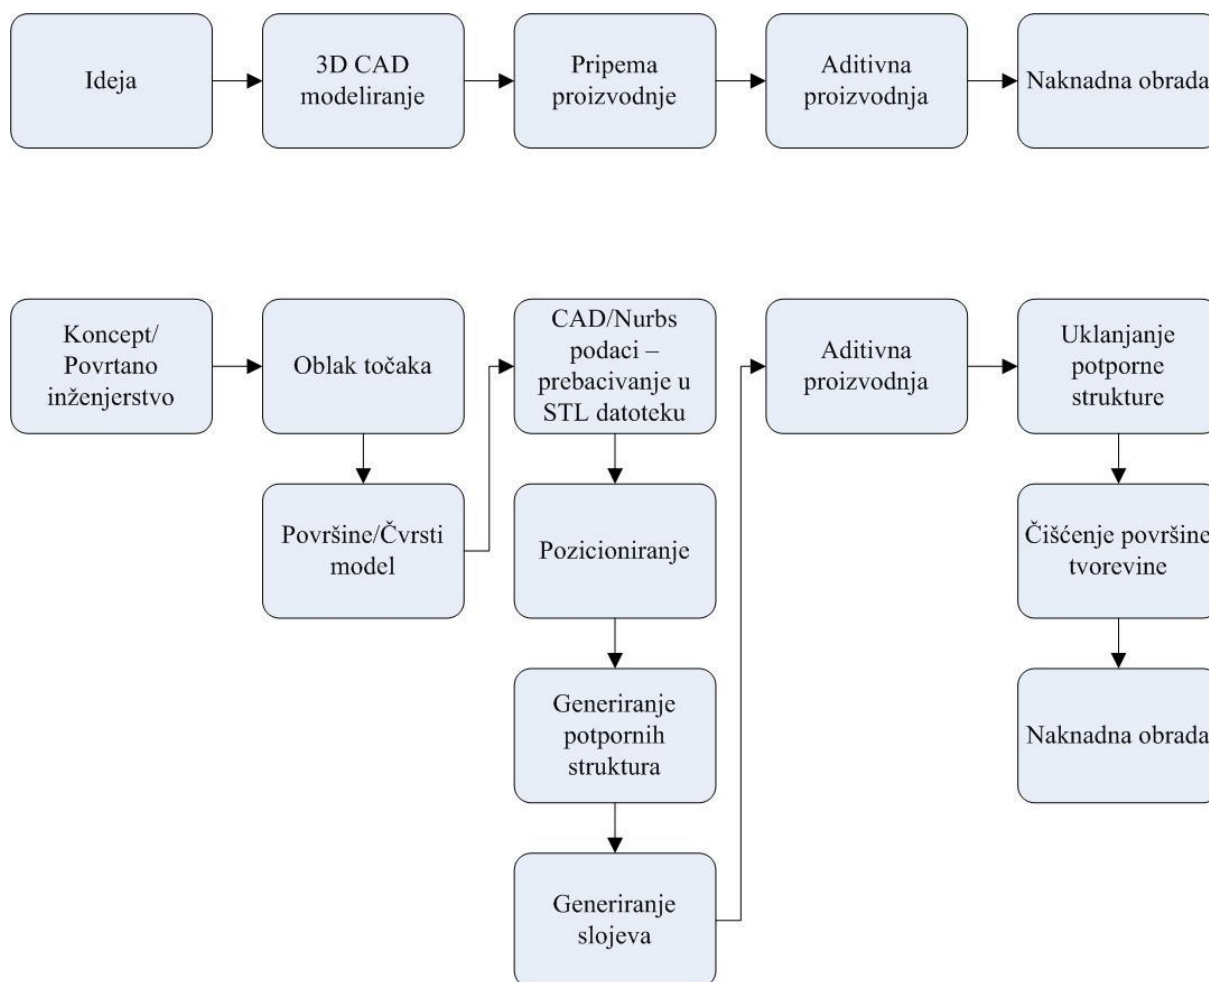 Ideja
3D CAD
modeliranje
Pripema
proizvodnje
Aditivna
proizvodnja
Naknadna obrada
Koncept/
Povrtano
inženjerstvo
Oblak točaka
Površine/Čvrsti
model
CAD/Nurbs
podaci –
prebacivanje u
STL datoteku
Pozicioniranje
Generiranje
potpornih
struktura
Generiranje
slojeva
Aditivna
proizvodnja
Uklanjanje
potporne
strukture
Čišćenje površine
tvorevine
Naknadna obrada